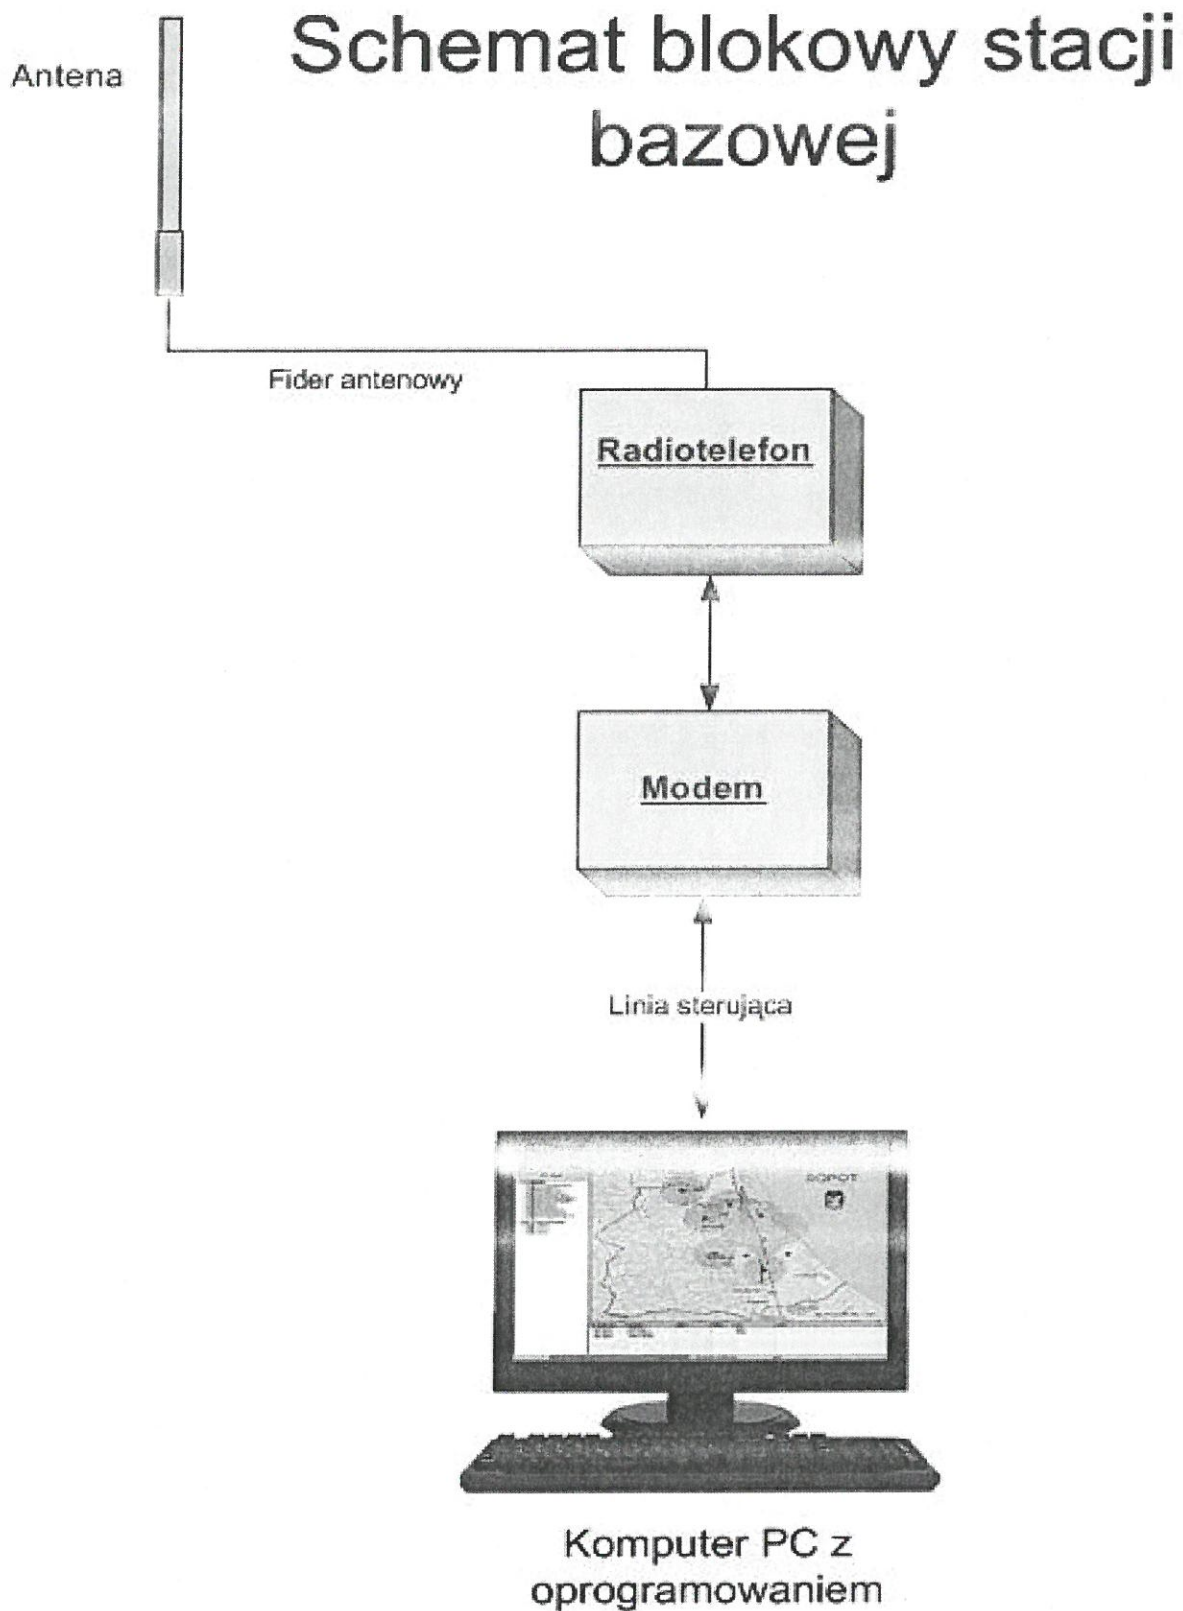 Schemat blokowy stacji
bazowej
Antena
Fider antenowy
Radiotelefon
Modem
Linia sterująca
SOPOT
Komputer PC z
oprogramowaniem